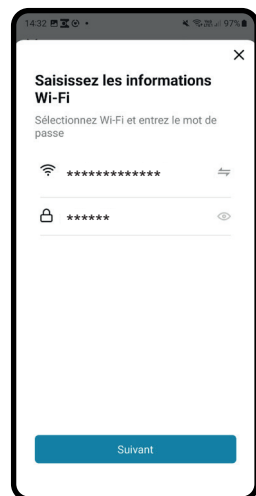 14:32 97%
Saisissez les informations
Wi-Fi
Sélectionnez Wi-Fi et entrez le mot de
passe
*************
******
Suivant